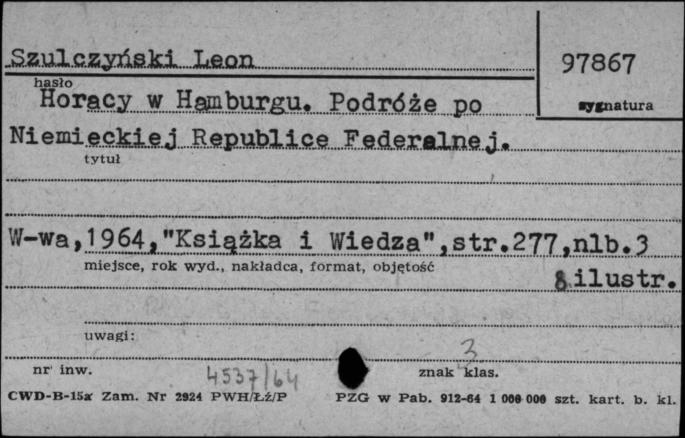 Szulczyński Leon
97867
hasło
sygnatura
Horacy w Hamburgu. Podróże po
Niemieckiej Republice Federalnej.
tytuł
W-wa,1964,"Książka i Wiedza",str.277,nlb.3
miejsce, rok wyd., nakładca, format, objętość
8 ilustr.
uwagi:
3
nr inw.
4537/64
znak klas.
CWD-B-15a Zam. Nr 2924 PWH/Łź/P PZG w Pab. 912-64 1 000 000 szt. kart. b. kl.